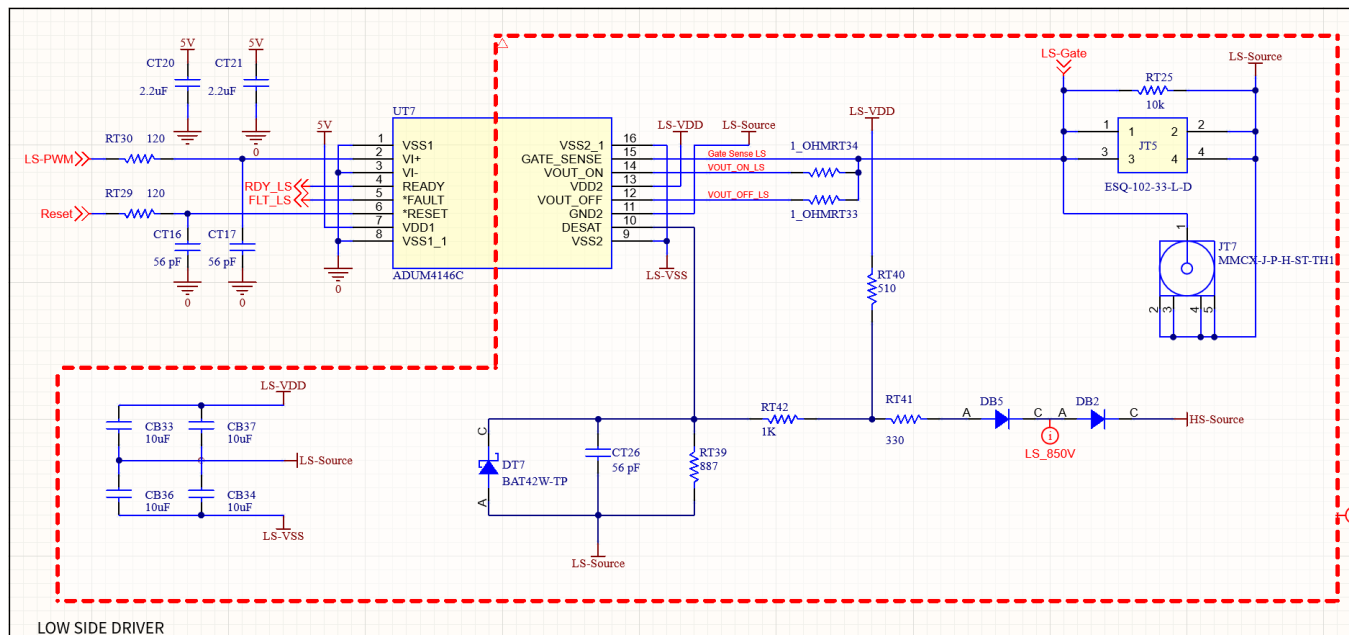 5V
5V
CT20
2.2uF
CT21
2.2uF
0
RT30 120
LS-PWM
5V
RDY_LS
FLT_LS
RT29 120
Reset
CT16
56 pF
CT17
56 pF
0
0
0
UT7
1 VSS1
2 VI+
3 VI-
4 READY
5 *FAULT
6 *RESET
7 VDD1
8 VSS1_1
VSS2_1 16
GATE_SENSE 15
VOUT_ON 14
VDD2 13
VOUT_OFF 12
GND2 11
DESAT 10
VSS2 9
ADUM4146C
LS-VDD
LS-Source
Gate Sense LS
VOUT_ON_LS
VOUT_OFF_LS
LS-VSS
1_OHMRT34
1_OHMRT33
LS-VDD
RT40
510
LS-Gate
LS-Source
RT25
10k
1 1 2 2
JT5
3 3 4 4
ESQ-102-33-L-D
1
JT7
MMCX-J-P-H-ST-TH1
2
3
4
5
LS-VDD
CB33
10uF
CB37
10uF
LS-Source
CB36
10uF
CB34
10uF
LS-VSS
C
DT7
BAT42W-TP
A
CT26
56 pF
RT39
887
LS-Source
RT42
1K
RT41
330
A DB5 C
A DB2 C
HS-Source
i
LS_850V
LOW SIDE DRIVER